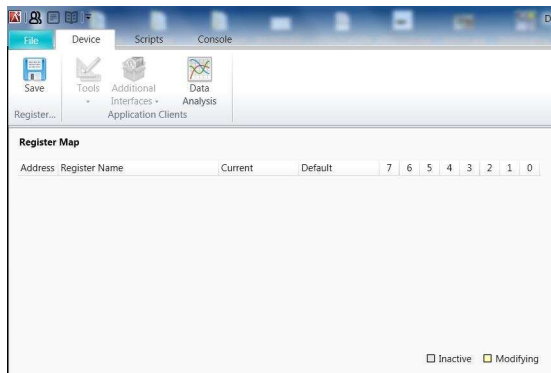 D
File Device Scripts Console
Save Tools Additional Interfaces Data Analysis
Register... Application Clients
Register Map
Address Register Name Current Default 7 6 5 4 3 2 1 0
Inactive Modifying